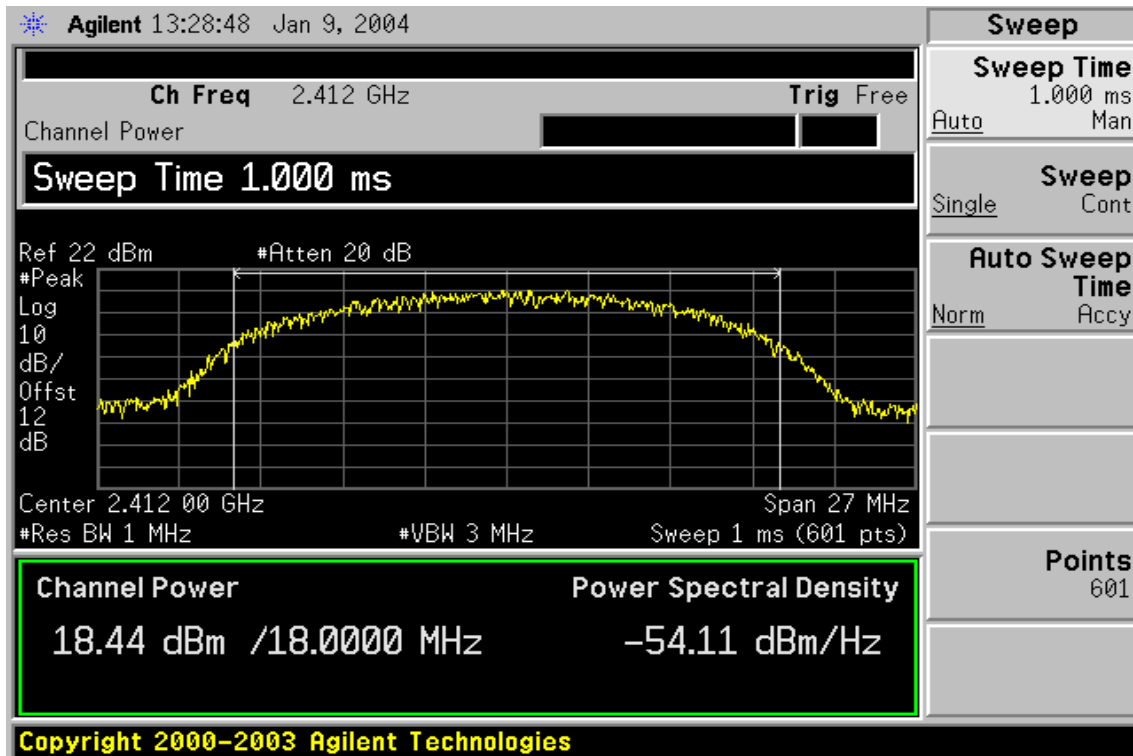 Agilent 13:28:48 Jan 9, 2004
Ch Freq 2.412 GHz Trig Free
Channel Power
Sweep Time 1.000 ms
Ref 22 dBm #Atten 20 dB
#Peak
Log
10
dB/
Offst
12
dB
Center 2.412 00 GHz Span 27 MHz
#Res BW 1 MHz #VBW 3 MHz Sweep 1 ms (601 pts)
Channel Power Power Spectral Density
18.44 dBm /18.0000 MHz -54.11 dBm/Hz
Copyright 2000-2003 Agilent Technologies
Sweep
Sweep Time
1.000 ms
Auto Man
Sweep
Single Cont
Auto Sweep
Time
Norm Accy
Points
601